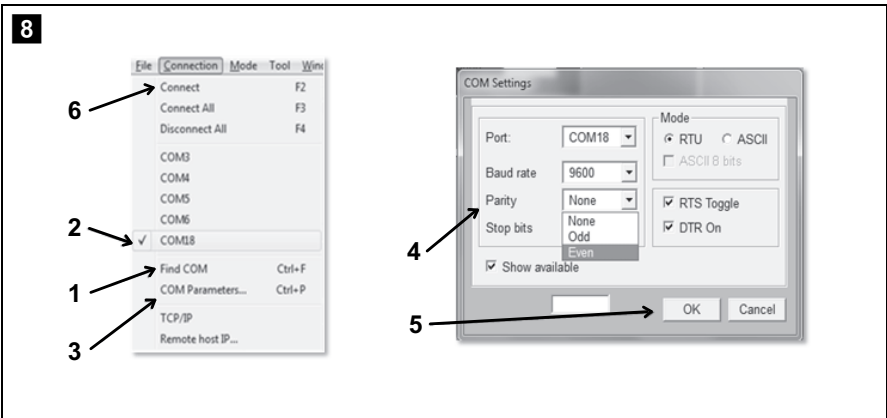 8
File Connection Mode Tool Wind
6
Connect F2
Connect All F3
Disconnect All F4
COM3
COM4
COM5
COM6
2
✓ COM18
1
Find COM Ctrl+F
COM Parameters... Ctrl+P
3
TCP/IP
Remote host IP...
COM Settings
Port: COM18
Baud rate 9600
4
Parity None
None
Odd
Even
Stop bits
Show available
Mode
RTU ASCII
ASCII 8 bits
RTS Toggle
DTR On
5
OK Cancel